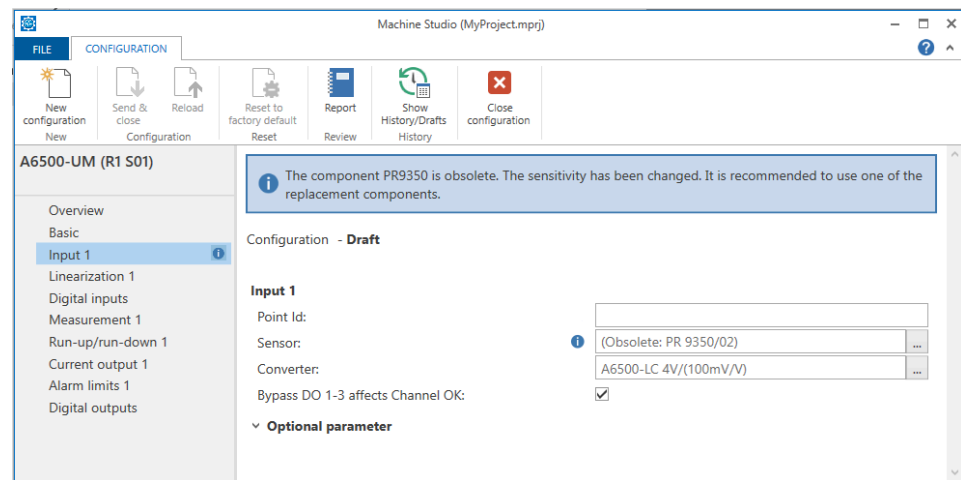 Machine Studio (MyProject.mprj)
FILE
CONFIGURATION
New configuration
Send & close
Reload
Reset to factory default
Report
Show History/Drafts
Close configuration
New
Configuration
Reset
Review
History
A6500-UM (R1 S01)
Overview
Basic
Input 1
Linearization 1
Digital inputs
Measurement 1
Run-up/run-down 1
Current output 1
Alarm limits 1
Digital outputs
The component PR9350 is obsolete. The sensitivity has been changed. It is recommended to use one of the
replacement components.
Configuration - Draft
Input 1
Point Id:
Sensor:
(Obsolete: PR 9350/02)
...
Converter:
A6500-LC 4V/(100mV/V)
...
Bypass DO 1-3 affects Channel OK:
Optional parameter